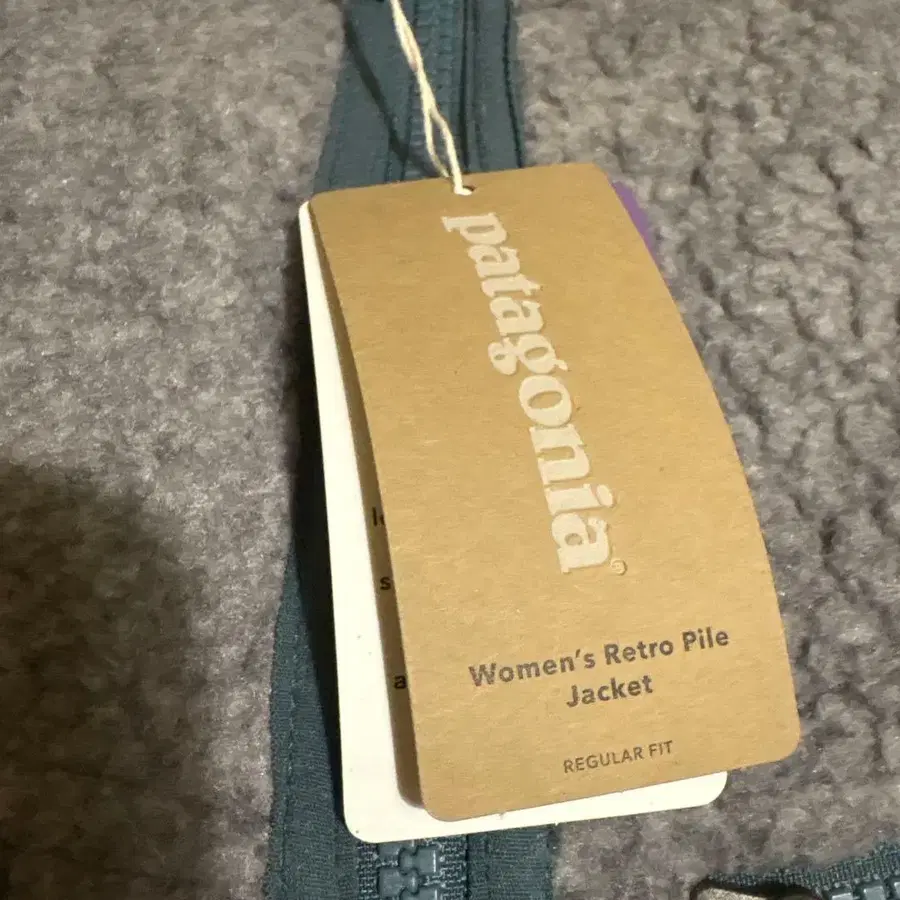 patagonia®
Women's Retro Pile
Jacket
REGULAR FIT